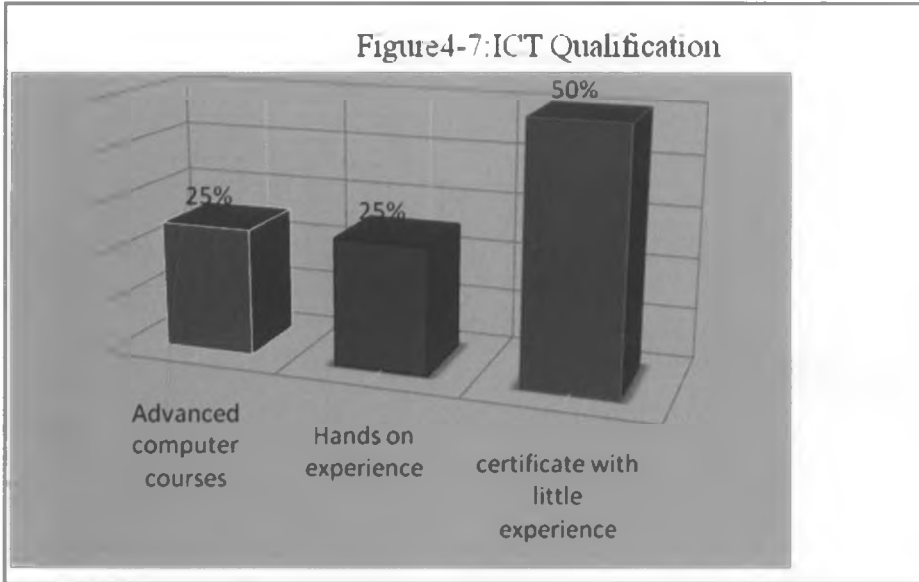 Figure4-7:ICT Qualification
50%
25%
25%
Advanced
computer
courses
Hands on
experience
certificate with
little
experience